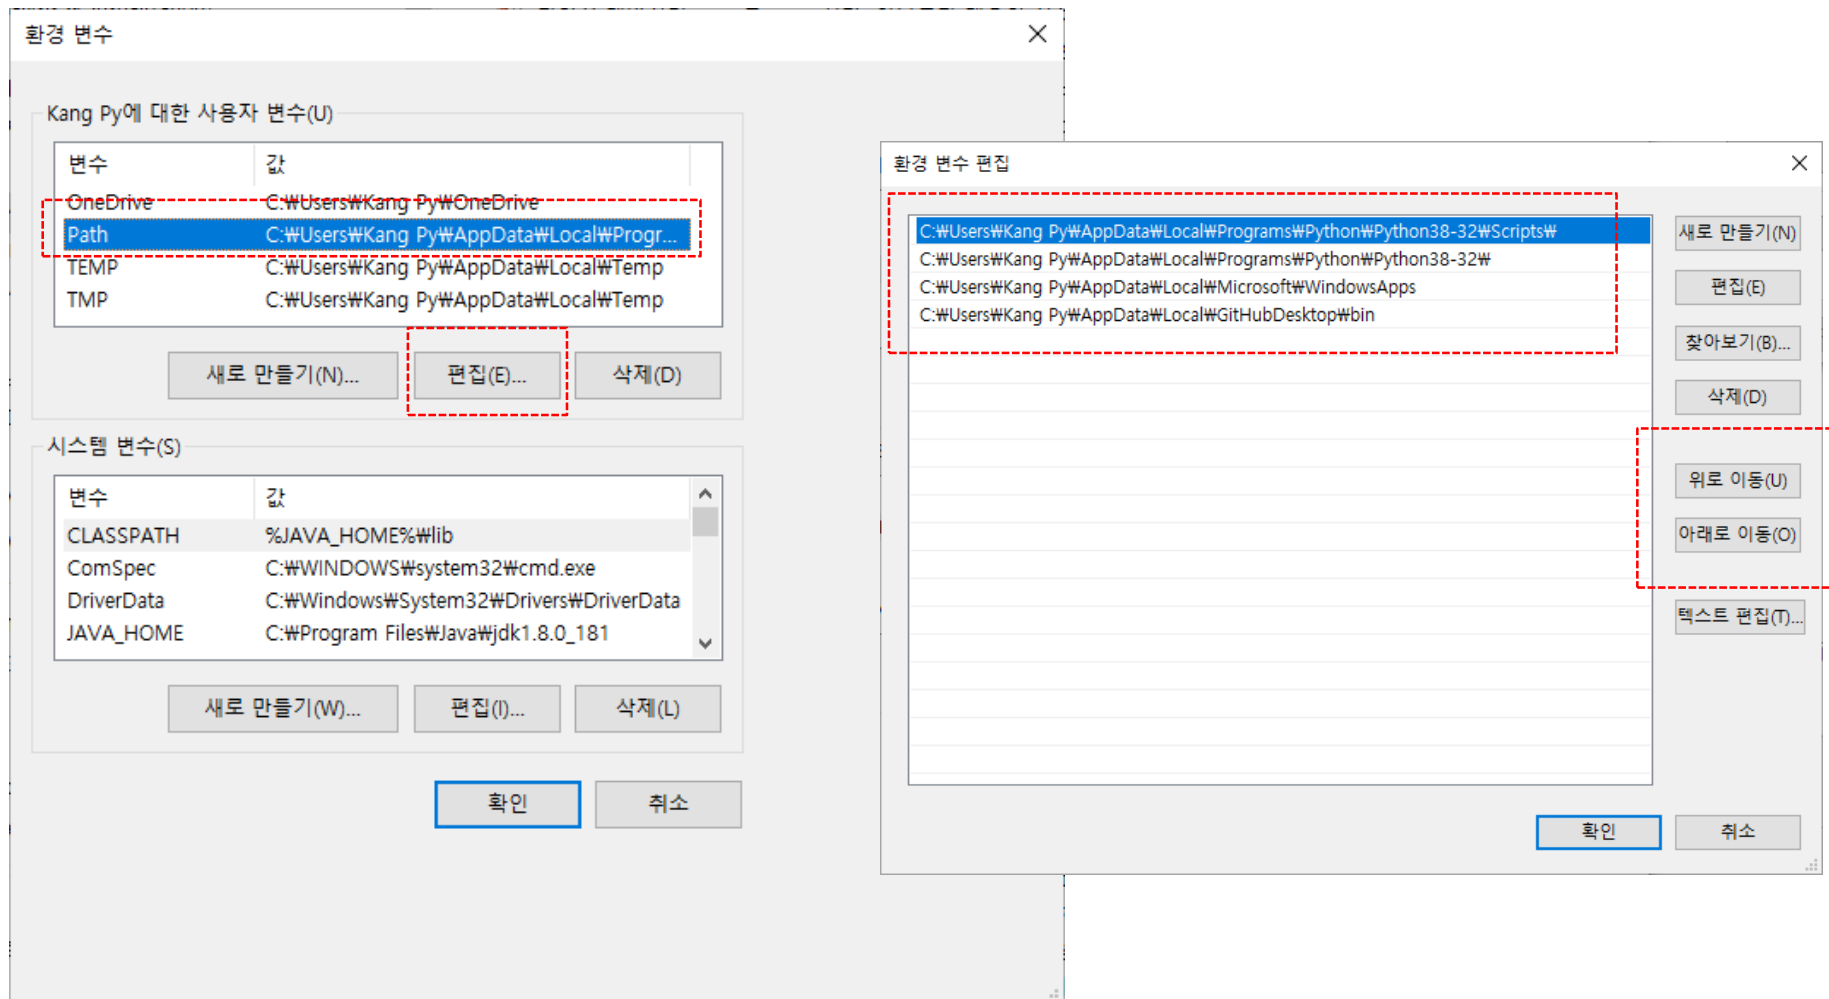 환경 변수
Kang Py에 대한 사용자 변수(U)
변수 값
OneDrive C:₩Users₩Kang Py₩OneDrive
Path C:₩Users₩Kang Py₩AppData₩Local₩Progr...
TEMP C:₩Users₩Kang Py₩AppData₩Local₩Temp
TMP C:₩Users₩Kang Py₩AppData₩Local₩Temp
새로 만들기(N)... 편집(E)... 삭제(D)
시스템 변수(S)
변수 값
CLASSPATH %JAVA_HOME%₩lib
ComSpec C:₩WINDOWS₩system32₩cmd.exe
DriverData C:₩Windows₩System32₩Drivers₩DriverData
JAVA_HOME C:₩Program Files₩Java₩jdk1.8.0_181
새로 만들기(W)... 편집(I)... 삭제(L)
확인 취소
환경 변수 편집
C:₩Users₩Kang Py₩AppData₩Local₩Programs₩Python₩Python38-32₩Scripts₩
C:₩Users₩Kang Py₩AppData₩Local₩Programs₩Python₩Python38-32₩
C:₩Users₩Kang Py₩AppData₩Local₩Microsoft₩WindowsApps
C:₩Users₩Kang Py₩AppData₩Local₩GitHubDesktop₩bin
새로 만들기(N)
편집(E)
찾아보기(B)...
삭제(D)
위로 이동(U)
아래로 이동(O)
텍스트 편집(T)...
확인 취소